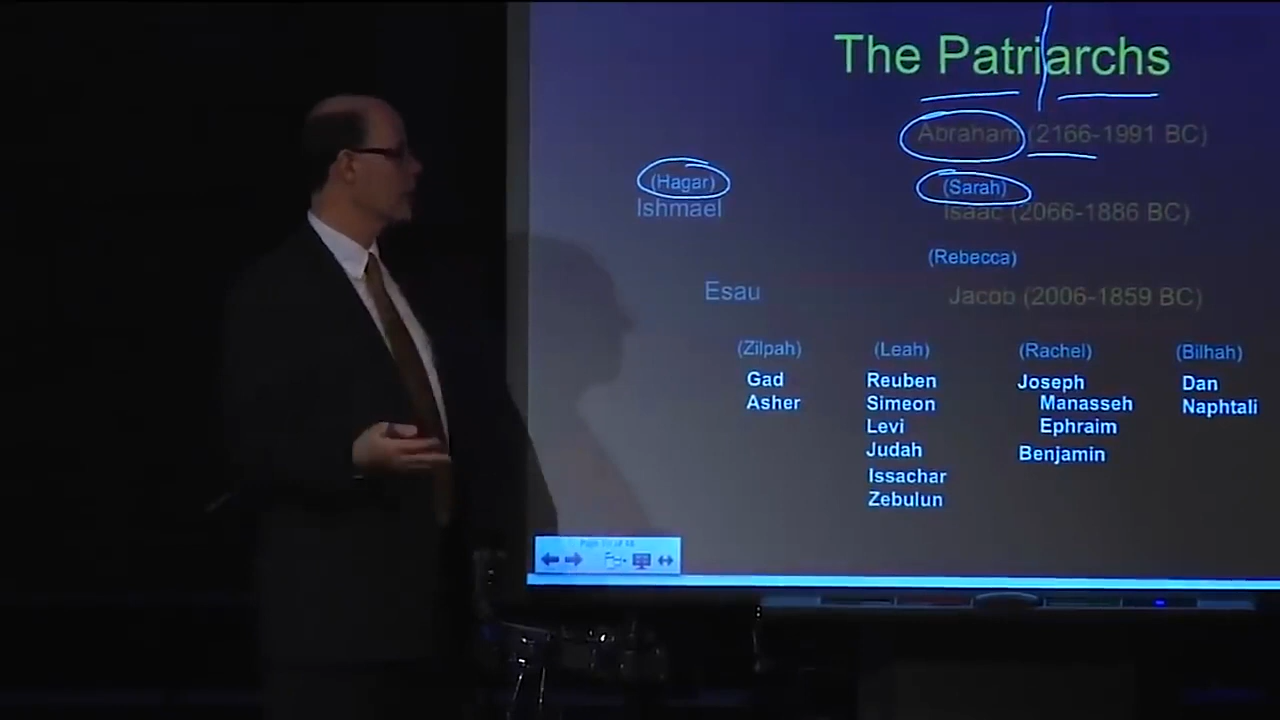 The Patriarchs
Abraham (2166-1991 BC)
(Hagar) (Sarah)
Ishmael Isaac (2066-1886 BC)
(Rebecca)
Esau Jacob (2006-1859 BC)
(Zilpah) (Leah) (Rachel) (Bilhah)
Gad Reuben Joseph Dan
Asher Simeon Manasseh Naphtali
Levi Ephraim
Judah Benjamin
Issachar
Zebulun